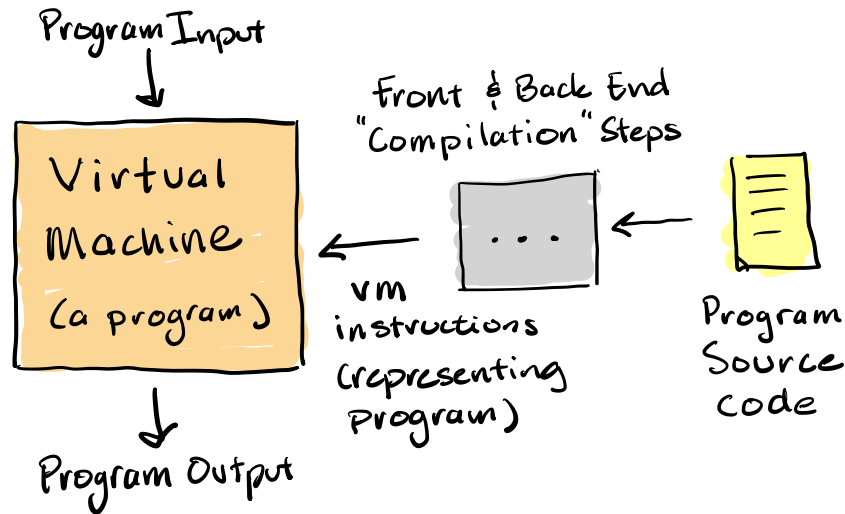 Program Input
Virtual
Machine
(a program)
Program Output
Front & Back End
"Compilation" Steps
...
vm
instructions
(representing
program)
Program
Source
code